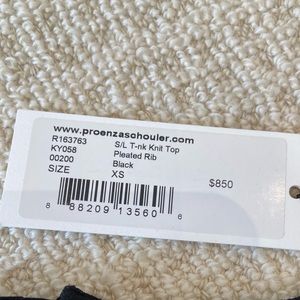 www.proenzaschouler.com
R163763 S/L T-nk Knit Top
KY058 Pleated Rib
00200 Black
SIZE XS
$850
8 88209 13560 6